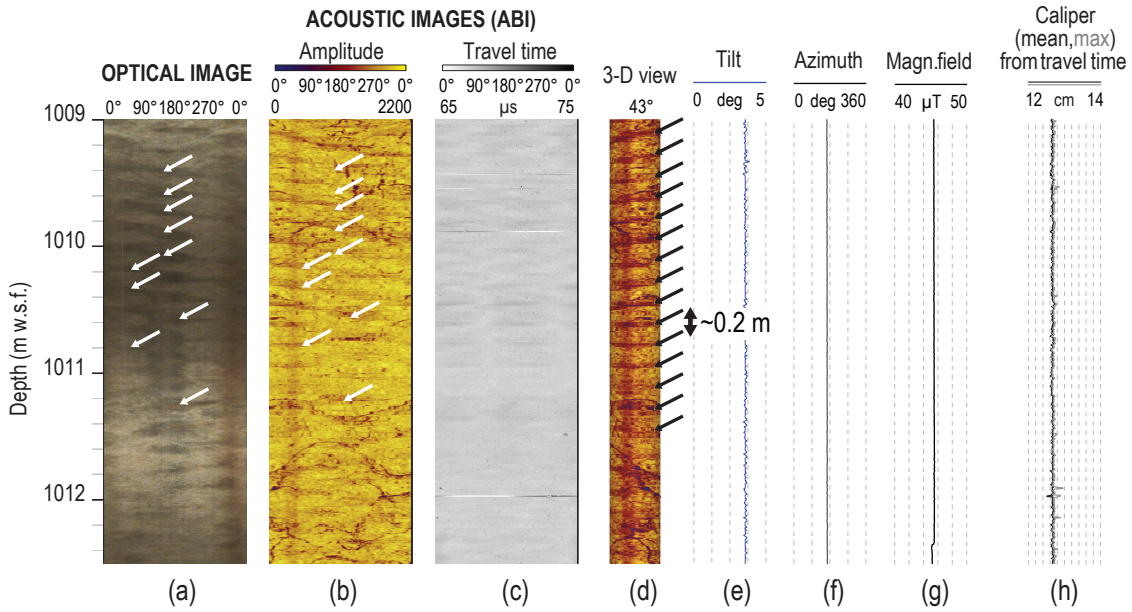 ACOUSTIC IMAGES (ABI)
OPTICAL IMAGE
0° 90° 180° 270° 0°
Amplitude
0° 90° 180° 270° 0°
0 2200
Travel time
0° 90° 180° 270° 0°
65 µs 75
3-D view
43°
Tilt
0 deg 5
Azimuth
0 deg 360
Magn.field
40 µT 50
Caliper
(mean,max)
from travel time
12 cm 14
Depth (m w.s.f.)
1009
1010
1011
1012
~0.2 m
(a) (b) (c) (d) (e) (f) (g) (h)